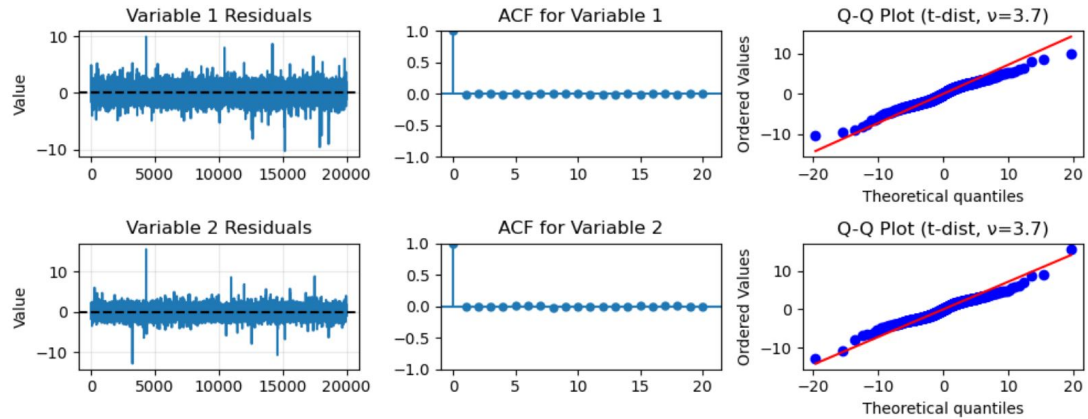 Variable 1 Residuals
Value
10
0
−10
0 5000 10000 15000 20000
ACF for Variable 1
1.0
0.5
0.0
−0.5
−1.0
0 5 10 15 20
Q-Q Plot (t-dist, ν=3.7)
Ordered Values
10
0
−10
−20 −10 0 10 20
Theoretical quantiles
Variable 2 Residuals
Value
10
0
−10
0 5000 10000 15000 20000
ACF for Variable 2
1.0
0.5
0.0
−0.5
−1.0
0 5 10 15 20
Q-Q Plot (t-dist, ν=3.7)
Ordered Values
10
0
−10
−20 −10 0 10 20
Theoretical quantiles